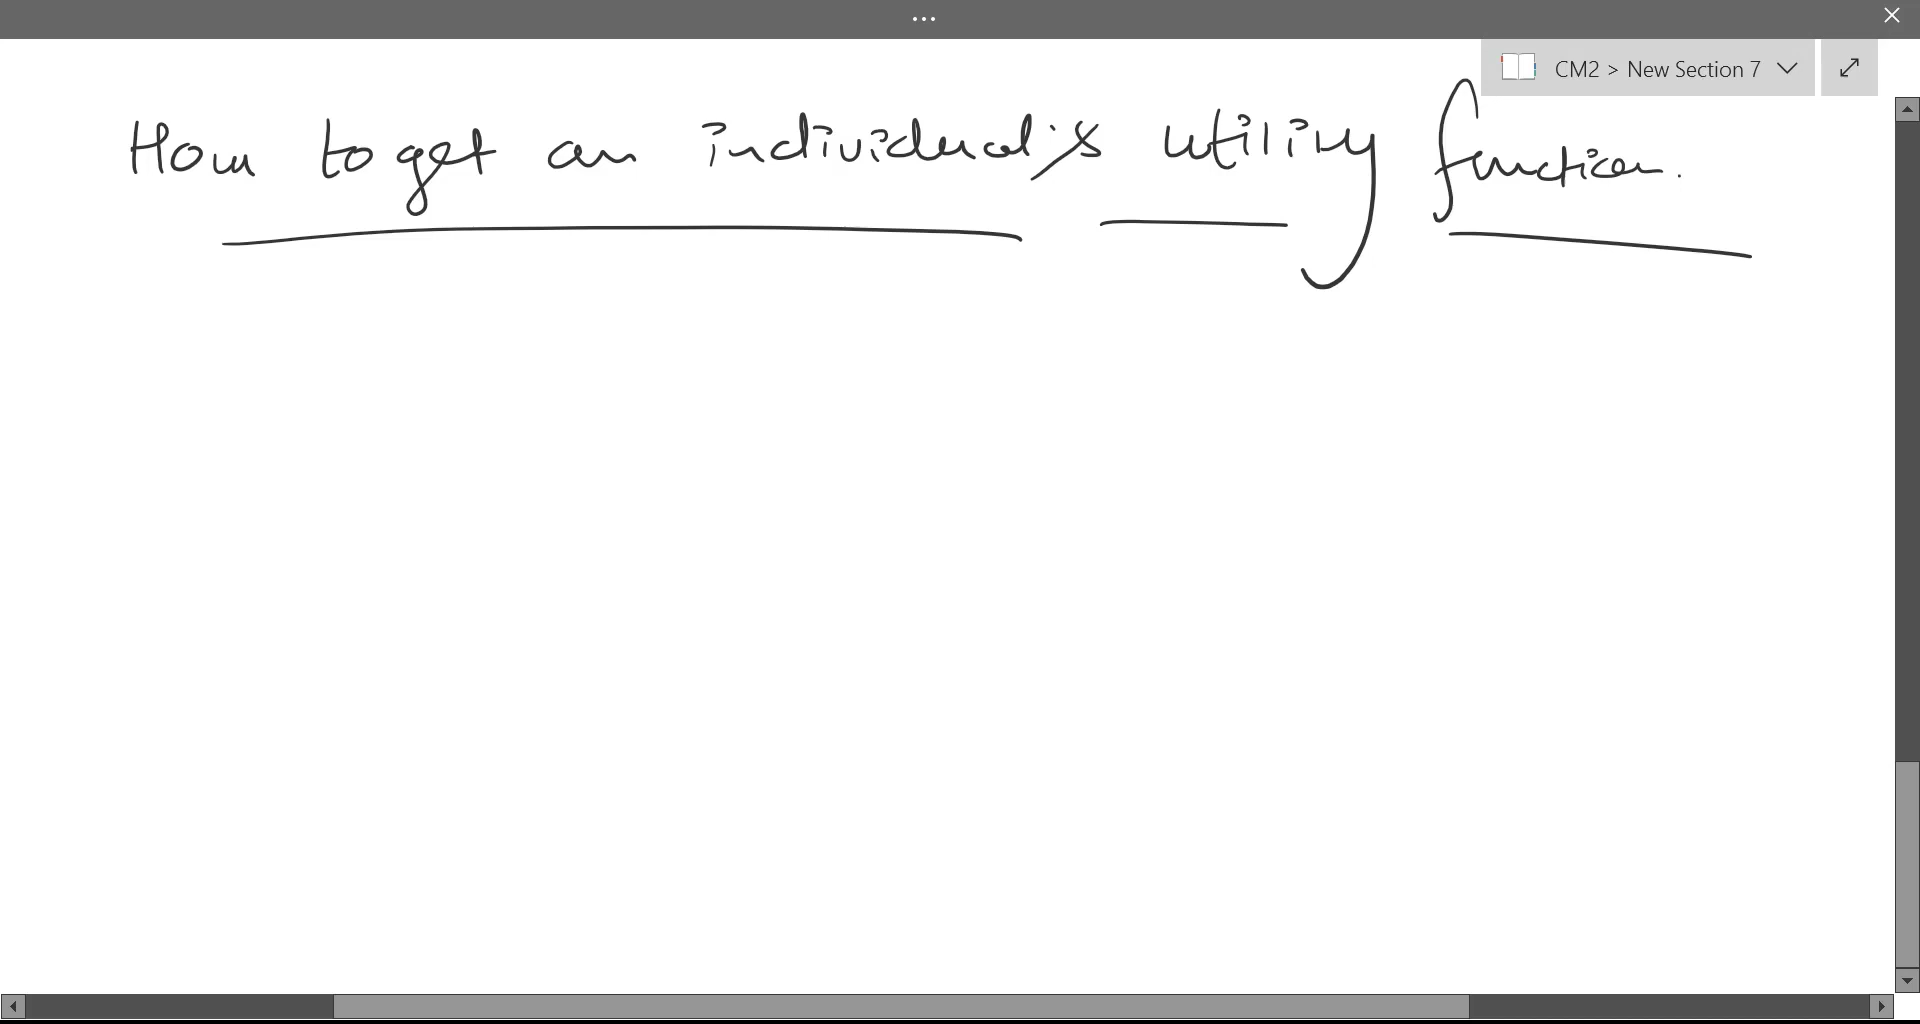 CM2 > New Section 7
How to get an individual's utility function.